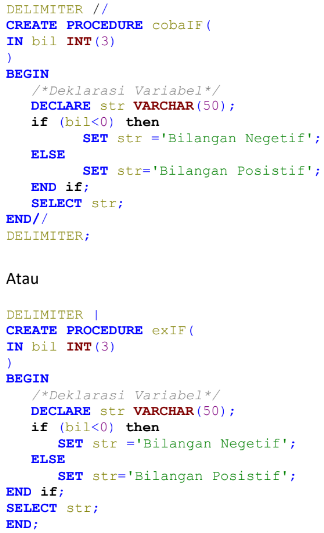 DELIMITER //
CREATE PROCEDURE cobaIF(
IN bil INT(3)
)
BEGIN
/*Deklarasi Variabel*/
DECLARE str VARCHAR(50);
if (bil<0) then
SET str ='Bilangan Negetif';
ELSE
SET str='Bilangan Posistif';
END if;
SELECT str;
END//
DELIMITER;
Atau
DELIMITER |
CREATE PROCEDURE exIF(
IN bil INT(3)
)
BEGIN
/*Deklarasi Variabel*/
DECLARE str VARCHAR(50);
if (bil<0) then
SET str ='Bilangan Negetif';
ELSE
SET str='Bilangan Posistif';
END if;
SELECT str;
END;